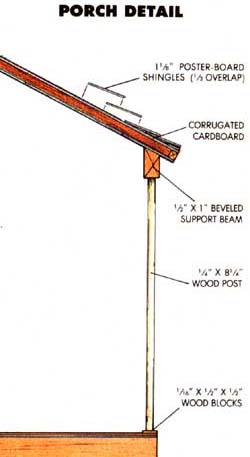 PORCH DETAIL
1⅛" POSTER-BOARD
SHINGLES (⅓ OVERLAP)
CORRUGATED
CARDBOARD
½" X 1" BEVELED
SUPPORT BEAM
¼" X 8¼"
WOOD POST
1/16" X ½" X ½"
WOOD BLOCKS